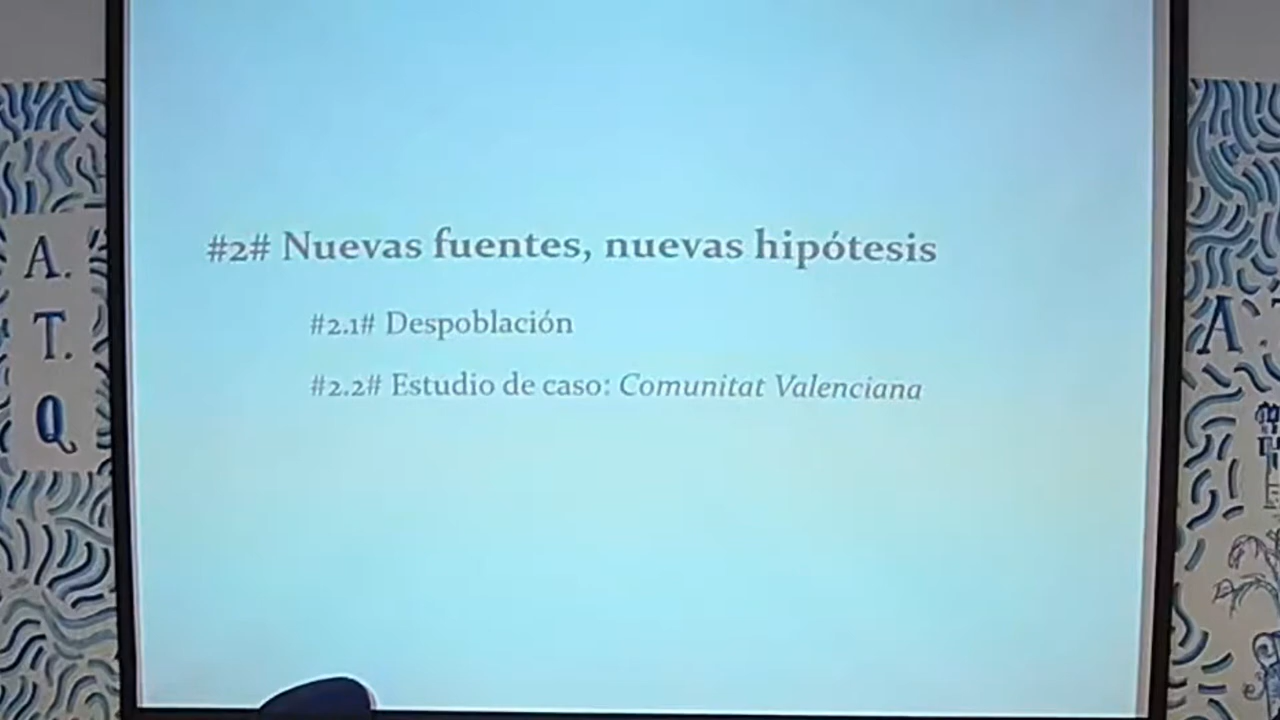 #2# Nuevas fuentes, nuevas hipótesis
#2.1# Despoblación
#2.2# Estudio de caso: Comunitat Valenciana
A.
T.
Q
A.